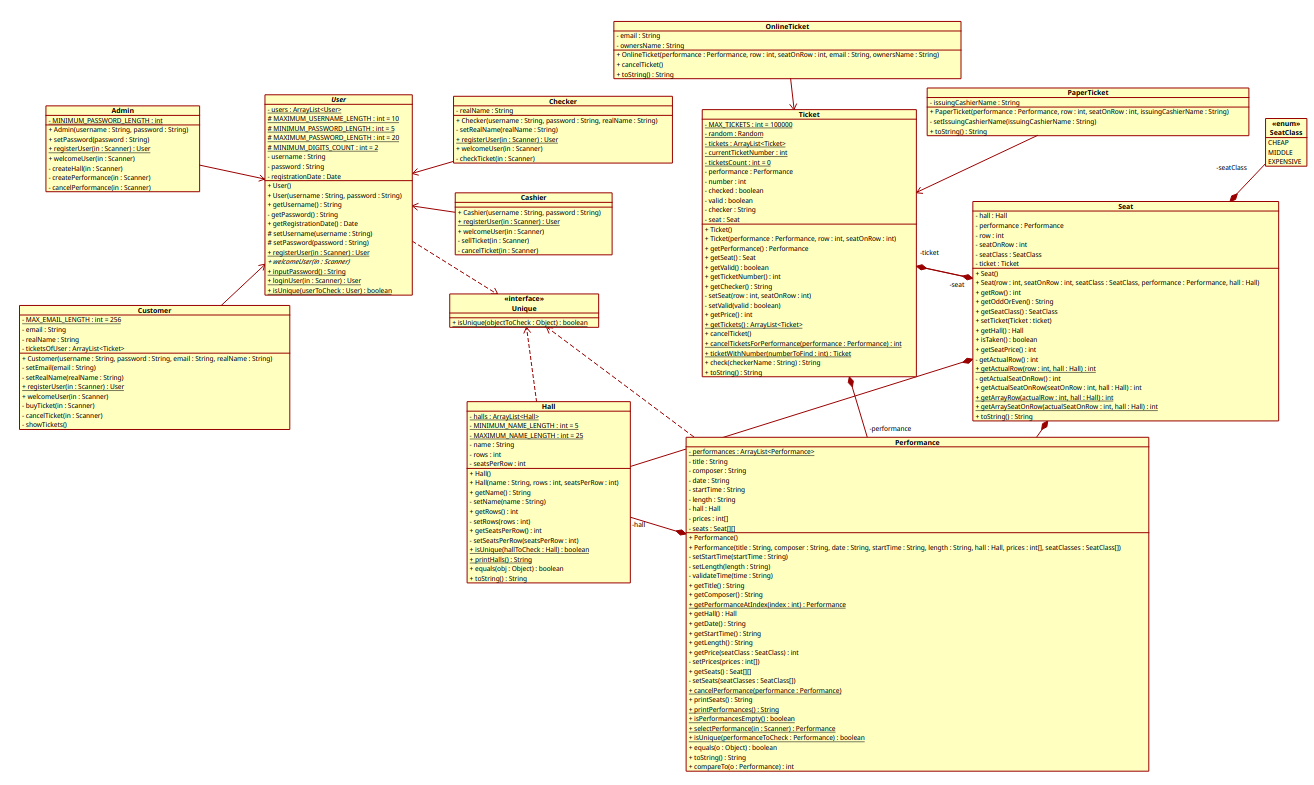 OnlineTicket
- email : String
- ownersName : String
+ OnlineTicket(performance : Performance, row : int, seatOnRow : int, email : String, ownersName : String)
+ cancelTicket()
+ toString() : String
Admin
- MINIMUM_PASSWORD_LENGTH : int
+ Admin(username : String, password : String)
+ setPassword(password : String)
+ registerUser(in : Scanner) : User
+ welcomeUser(in : Scanner)
- createHall(in : Scanner)
- createPerformance(in : Scanner)
- cancelPerformance(in : Scanner)
User
- users : ArrayList<User>
# MAXIMUM_USERNAME_LENGTH : int = 10
# MINIMUM_PASSWORD_LENGTH : int = 5
# MAXIMUM_PASSWORD_LENGTH : int = 20
# MINIMUM_DIGITS_COUNT : int = 2
- username : String
- password : String
- registrationDate : Date
+ User()
+ User(username : String, password : String)
+ getUsername() : String
- getPassword() : String
+ getRegistrationDate() : Date
# setUsername(username : String)
# setPassword(password : String)
+ registerUser(in : Scanner) : User
+ welcomeUser(in : Scanner)
+ inputPassword() : String
+ loginUser(in : Scanner) : User
+ isUnique(userToCheck : User) : boolean
Checker
- realName : String
+ Checker(username : String, password : String, realName : String)
- setRealName(realName : String)
+ registerUser(in : Scanner) : User
+ welcomeUser(in : Scanner)
- checkTicket(in : Scanner)
Cashier
+ Cashier(username : String, password : String)
+ registerUser(in : Scanner) : User
+ welcomeUser(in : Scanner)
- sellTicket(in : Scanner)
- cancelTicket(in : Scanner)
Ticket
- MAX_TICKETS : int = 100000
- random : Random
- tickets : ArrayList<Ticket>
- currentTicketNumber : int
- ticketsCount : int = 0
- performance : Performance
- number : int
- checked : boolean
- valid : boolean
- checker : String
- seat : Seat
+ Ticket()
+ Ticket(performance : Performance, row : int, seatOnRow : int)
+ getPerformance() : Performance
+ getSeat() : Seat
+ getValid() : boolean
+ getTicketNumber() : int
+ getChecker() : String
- setSeat(row : int, seatOnRow : int)
- setValid(valid : boolean)
+ getPrice() : int
+ getTickets() : ArrayList<Ticket>
+ cancelTicket()
+ cancelTicketsForPerformance(performance : Performance) : int
+ ticketWithNumber(numberToFind : int) : Ticket
+ check(checkerName : String) : String
+ toString() : String
PaperTicket
- issuingCashierName : String
+ PaperTicket(performance : Performance, row : int, seatOnRow : int, issuingCashierName : String)
- setIssuingCashierName(issuingCashierName : String)
+ toString() : String
«enum»
SeatClass
CHEAP
MIDDLE
EXPENSIVE
-seatClass
Seat
- hall : Hall
- performance : Performance
- row : int
- seatOnRow : int
- seatClass : SeatClass
- ticket : Ticket
+ Seat()
+ Seat(row : int, seatOnRow : int, seatClass : SeatClass, performance : Performance, hall : Hall)
+ getRow() : int
+ getOddOrEven() : String
+ getSeatClass() : SeatClass
+ setTicket(Ticket : ticket)
+ getHall() : Hall
+ isTaken() : boolean
+ getSeatPrice() : int
- getActualRow() : int
+ getActualRow(row : int, hall : Hall) : int
- getActualSeatOnRow() : int
+ getActualSeatOnRow(seatOnRow : int, hall : Hall) : int
+ getArrayRow(actualRow : int, hall : Hall) : int
+ getArraySeatOnRow(actualSeatOnRow : int, hall : Hall) : int
+ toString() : String
-ticket
-seat
«interface»
Unique
+ isUnique(objectToCheck : Object) : boolean
Customer
- MAX_EMAIL_LENGTH : int = 256
- email : String
- realName : String
- ticketsOfUser : ArrayList<Ticket>
+ Customer(username : String, password : String, email : String, realName : String)
- setEmail(email : String)
- setRealName(realName : String)
+ registerUser(in : Scanner) : User
+ welcomeUser(in : Scanner)
- buyTicket(in : Scanner)
- cancelTicket(in : Scanner)
- showTickets()
Hall
- halls : ArrayList<Hall>
- MINIMUM_NAME_LENGTH : int = 5
- MAXIMUM_NAME_LENGTH : int = 25
- name : String
- rows : int
- seatsPerRow : int
+ Hall()
+ Hall(name : String, rows : int, seatsPerRow : int)
+ getName() : String
- setName(name : String)
+ getRows() : int
- setRows(rows : int)
+ getSeatsPerRow() : int
- setSeatsPerRow(seatsPerRow : int)
+ isUnique(hallToCheck : Hall) : boolean
+ printHalls() : String
+ equals(obj : Object) : boolean
+ toString() : String
-hall
-performance
Performance
- performances : ArrayList<Performance>
- title : String
- composer : String
- date : String
- startTime : String
- length : String
- hall : Hall
- prices : int[]
- seats : Seat[][]
+ Performance()
+ Performance(title : String, composer : String, date : String, startTime : String, length : String, hall : Hall, prices : int[], seatClasses : SeatClass[])
- setStartTime(startTime : String)
- setLength(length : String)
- validateTime(time : String)
+ getTitle() : String
+ getComposer() : String
+ getPerformanceAtIndex(index : int) : Performance
+ getHall() : Hall
+ getDate() : String
+ getStartTime() : String
+ getLength() : String
+ getPrice(seatClass : SeatClass) : int
- setPrices(prices : int[])
+ getSeats() : Seat[][]
- setSeats(seatClasses : SeatClass[])
+ cancelPerformance(performance : Performance)
+ printSeats() : String
+ printPerformances() : String
+ isPerformancesEmpty() : boolean
+ selectPerformance(in : Scanner) : Performance
+ isUnique(performanceToCheck : Performance) : boolean
+ equals(o : Object) : boolean
+ toString() : String
+ compareTo(o : Performance) : int